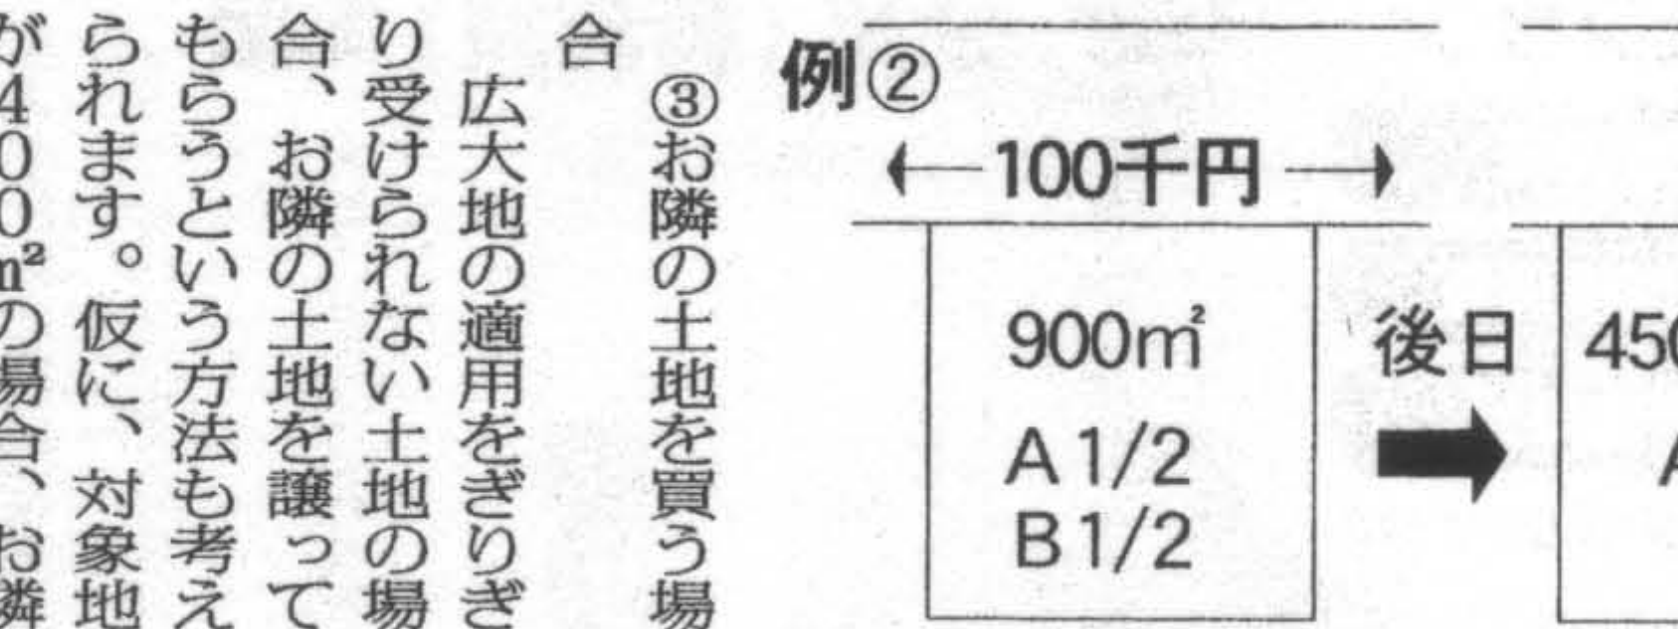 ③お隣の土地を買う場
合
広大地の適用をぎりぎ
り受けられない土地の場
合、お隣の土地を譲って
もらうという方法も考え
られます。仮に、対象地
が400㎡の場合、お隣
例②
100千円
900㎡
A 1/2
B 1/2
後日
450
A